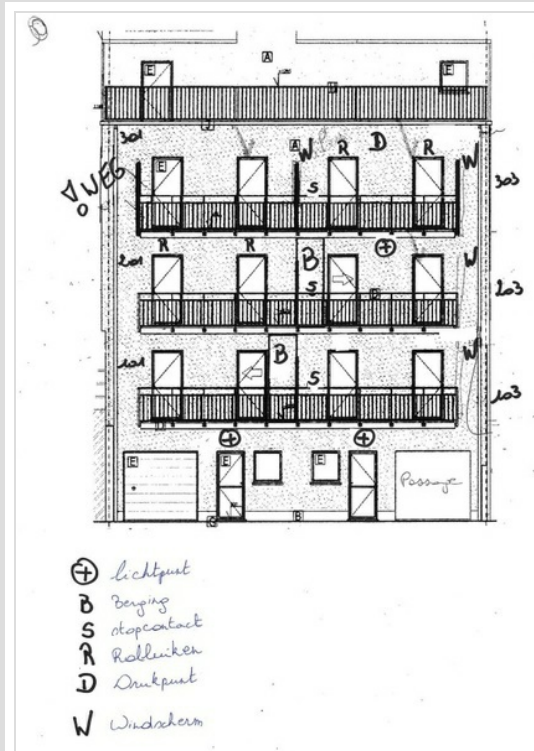 A
E
E
301
A
W
R
D
R
W
E
S
303
WEG
R
R
201
B
W
S
203
101
B
W
S
103
E
E
Passage
B
lichtpunt
B Berging
S stopcontact
R Rolluiken
D Drukpunt
W Windscherm